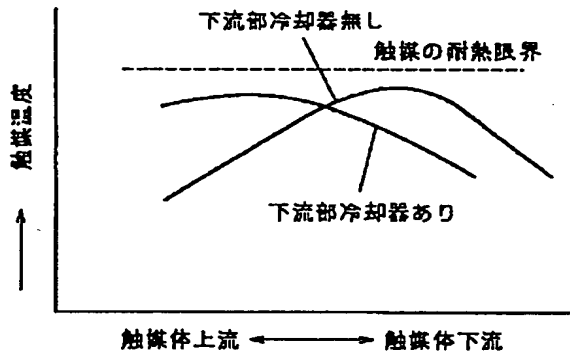 下流部冷却器無し
触媒の耐熱限界
触媒温度
下流部冷却器あり
触媒体上流
触媒体下流